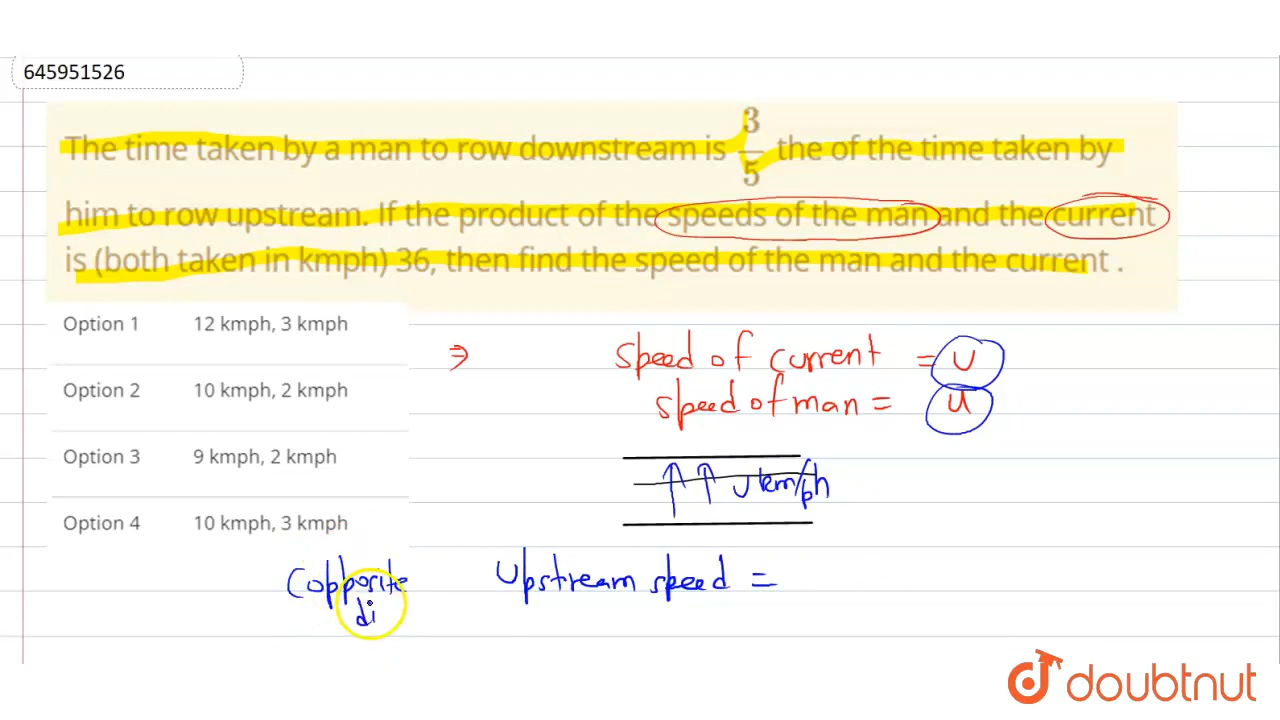 645951526
The time taken by a man to row downstream is 3/5 the of the time taken by
him to row upstream. If the product of the speeds of the man and the current
is (both taken in kmph) 36, then find the speed of the man and the current .
Option 1 12 kmph, 3 kmph
Option 2 10 kmph, 2 kmph
Option 3 9 kmph, 2 kmph
Option 4 10 kmph, 3 kmph
⇒ speed of current = v
speed of man = u
v km/ph
(opposite
di
Upstream speed =
doubtnut